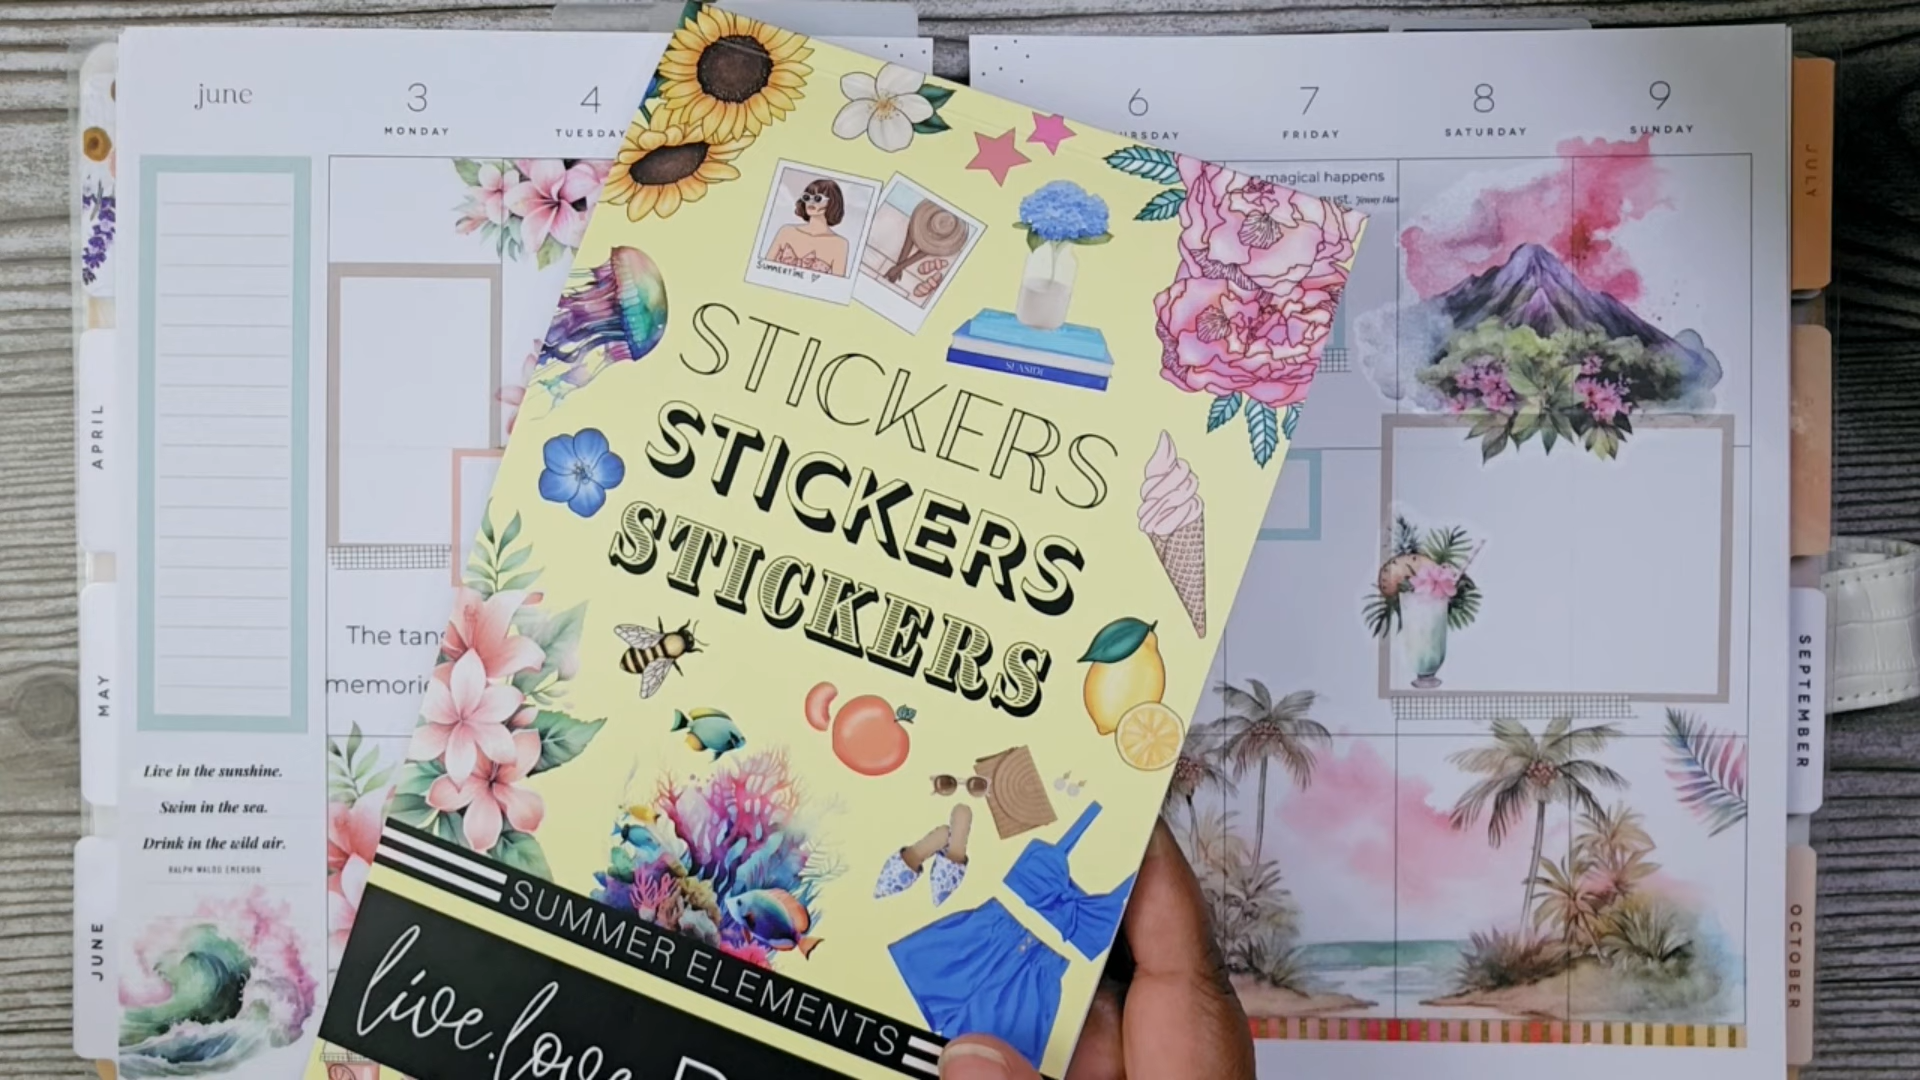 june
3
MONDAY
4
TUESDAY
6
7
FRIDAY
8
SATURDAY
9
SUNDAY
magical happens
SUMMERTIME
SEASIDE
STICKERS
STICKERS
STICKERS
The tans
memorie
Live in the sunshine.
Swim in the sea.
Drink in the wild air.
RALPH WALDO EMERSON
SUMMER ELEMENTS
live.love.
APRIL
MAY
JUNE
JULY
SEPTEMBER
OCTOBER